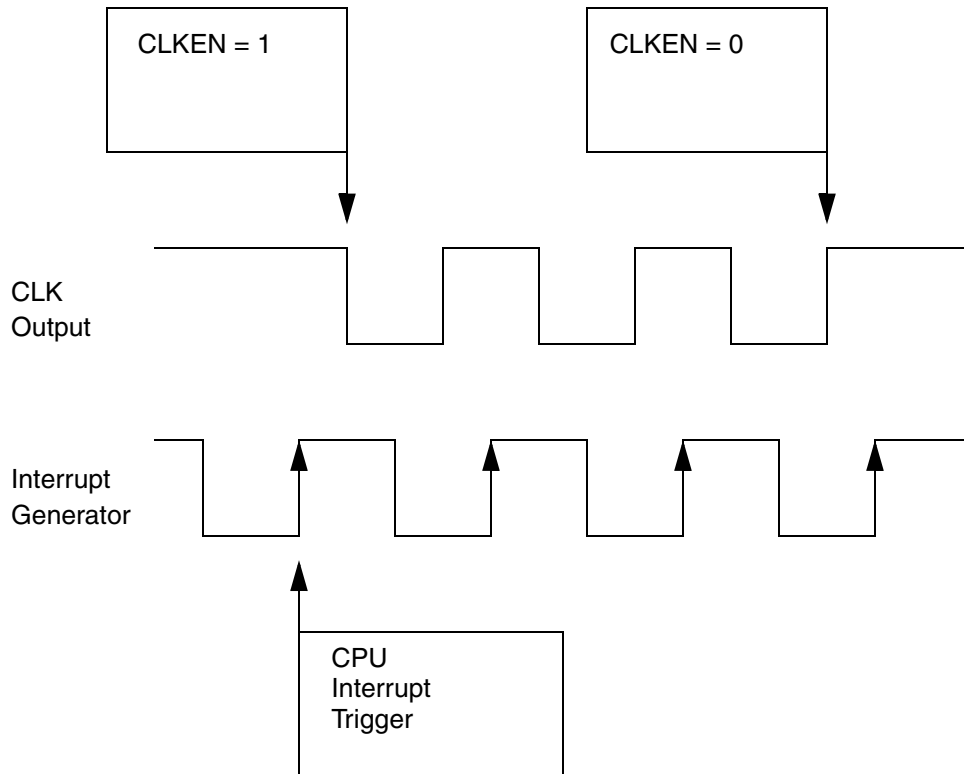 CLKEN = 1
CLKEN = 0
CLK
Output
Interrupt
Generator
CPU
Interrupt
Trigger